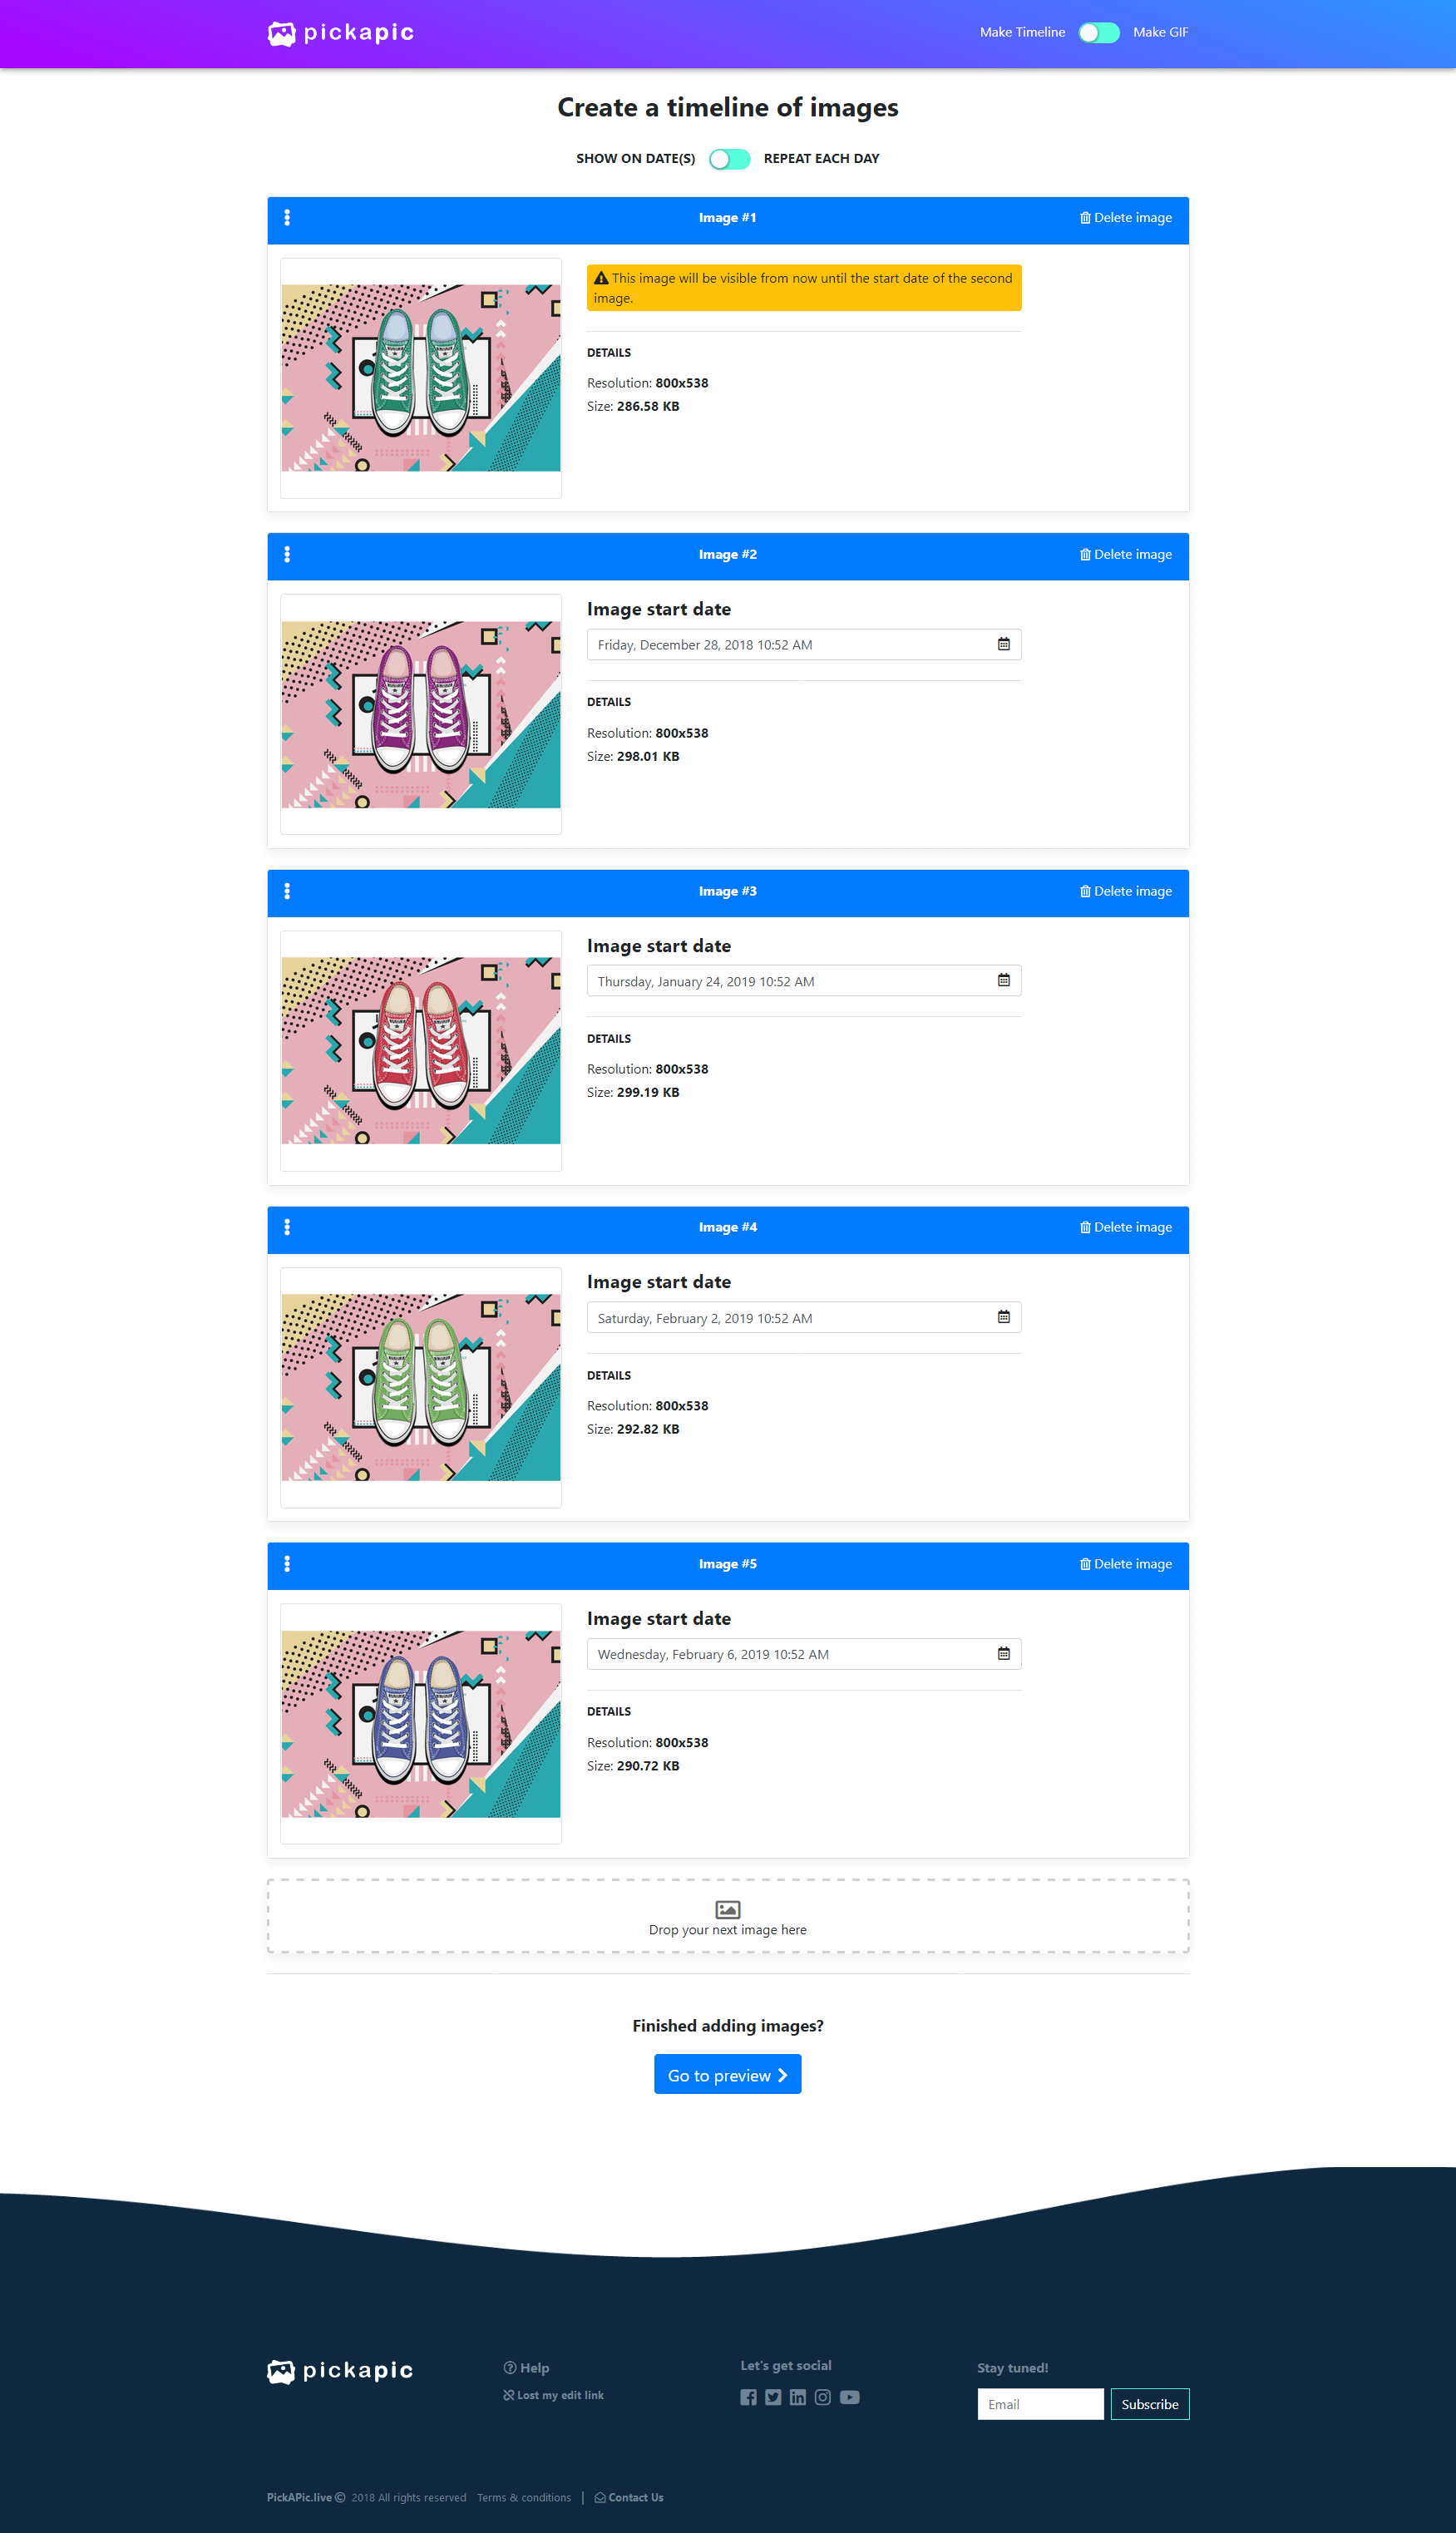 pickapic
Make Timeline Make GIF
Create a timeline of images
SHOW ON DATE(S) REPEAT EACH DAY
Image #1 Delete image
This image will be visible from now until the start date of the second
image.
DETAILS
Resolution: 800x538
Size: 286.58 KB
Image #2 Delete image
Image start date
Friday, December 28, 2018 10:52 AM
DETAILS
Resolution: 800x538
Size: 298.01 KB
Image #3 Delete image
Image start date
Thursday, January 24, 2019 10:52 AM
DETAILS
Resolution: 800x538
Size: 299.19 KB
Image #4 Delete image
Image start date
Saturday, February 2, 2019 10:52 AM
DETAILS
Resolution: 800x538
Size: 292.82 KB
Image #5 Delete image
Image start date
Wednesday, February 6, 2019 10:52 AM
DETAILS
Resolution: 800x538
Size: 290.72 KB
Drop your next image here
Finished adding images?
Go to preview
pickapic
Help
Lost my edit link
Let's get social
Stay tuned!
Email Subscribe
PickAPic.live © 2018 All rights reserved Terms & conditions | Contact Us